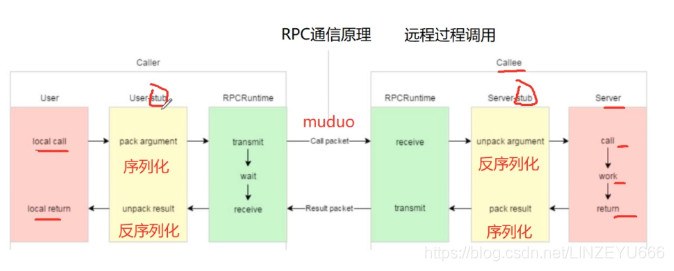 RPC通信原理 远程过程调用
Caller
Callee
User
User-stub
RPCRuntime
RPCRuntime
Server-stub
Server
muduo
local call
pack argument
transmit
Call packet
receive
unpack argument
call
序列化
反序列化
wait
work
local return
unpack result
receive
Result packet
transmit
pack result
return
反序列化
序列化
https://blog.csdn.net/LINZEYU666